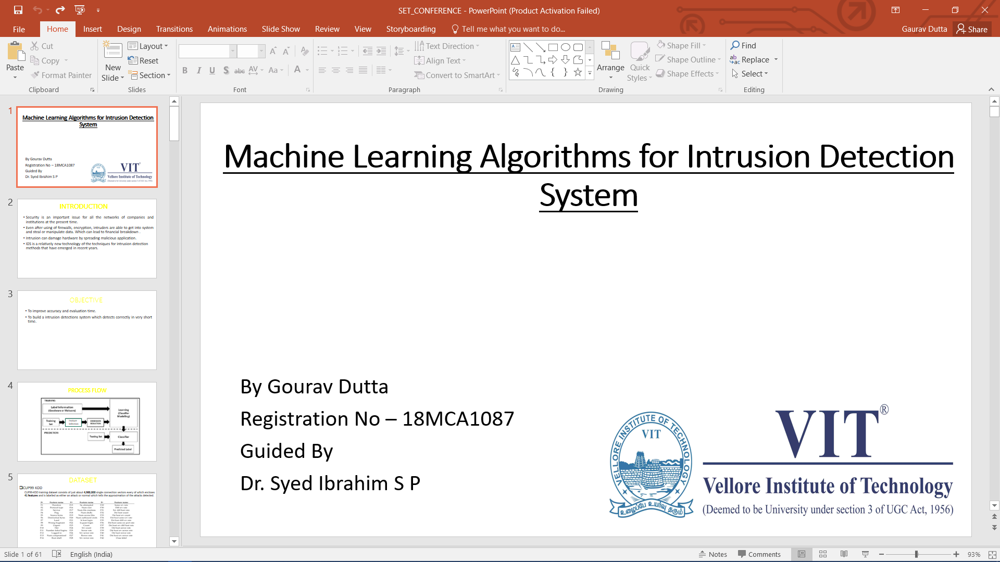 SET_CONFERENCE - PowerPoint (Product Activation Failed)
File Home Insert Design Transitions Animations Slide Show Review View Storyboarding Tell me what you want to do... Gaurav Dutta Share
Paste
Cut
Copy
Format Painter
Clipboard
New Slide
Layout
Reset
Section
Slides
Font
Text Direction
Align Text
Convert to SmartArt
Paragraph
Arrange
Quick Styles
Shape Fill
Shape Outline
Shape Effects
Drawing
Find
Replace
Select
Editing
1
Machine Learning Algorithms for Intrusion Detection
System
By Gourav Dutta
Registration No – 18MCA1087
Guided By
Dr. Syed Ibrahim S P
VIT
Vellore Institute of Technology
(Deemed to be University under section 3 of UGC Act, 1956)
2
INTRODUCTION
• Security is an important issue for all the networks of companies and
institutions at the present time.
• Even after using of firewalls, encryption, intruders are able to get into system
and steal or manipulate data. Which can lead to financial breakdown .
• Intrusion can damage hardware by spreading malicious application.
• IDS is a relatively new technology of the techniques for intrusion detection
methods that have emerged in recent years.
3
OBJECTIVE
• To improve accuracy and evaluation time.
• To build a intrusion detections system which detects correctly in very short
time.
4
PROCESS FLOW
TRAINING
Label Information
(Goodware or Malware)
Learning
(Classifier
Modelling)
Training
Set
Feature
Selection
PREDICTION
Testing Set
Classifier
Predicted Label
5
DATASET
CUP99-KDD
CUP99-KDD training dataset consists of just about 4,900,000 single connection vectors every of which encloses
41 features and is labelled as either an attack or normal which tells the approximation of the attacks detected.
Machine Learning Algorithms for Intrusion Detection
System
By Gourav Dutta
Registration No – 18MCA1087
Guided By
Dr. Syed Ibrahim S P
VELLORE INSTITUTE OF TECHNOLOGY
VIT
உழைப்பே உயர்வு தரும்
VIT®
Vellore Institute of Technology
(Deemed to be University under section 3 of UGC Act, 1956)
Slide 1 of 61 English (India) Notes Comments 93%